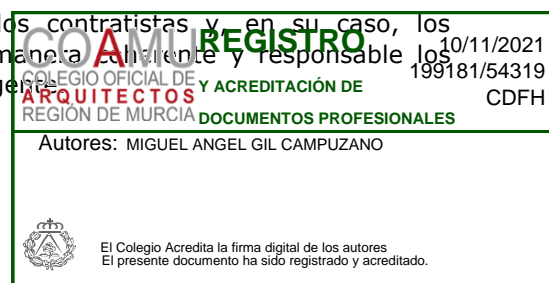 los contratistas y, en su caso, los
manera coherente y responsable los
COAMU
COLEGIO OFICIAL DE
ARQUITECTOS
REGIÓN DE MURCIA
REGISTRO
Y ACREDITACIÓN DE
DOCUMENTOS PROFESIONALES
10/11/2021
199181/54319
CDFH
Autores: MIGUEL ANGEL GIL CAMPUZANO
El Colegio Acredita la firma digital de los autores
El presente documento ha sido registrado y acreditado.